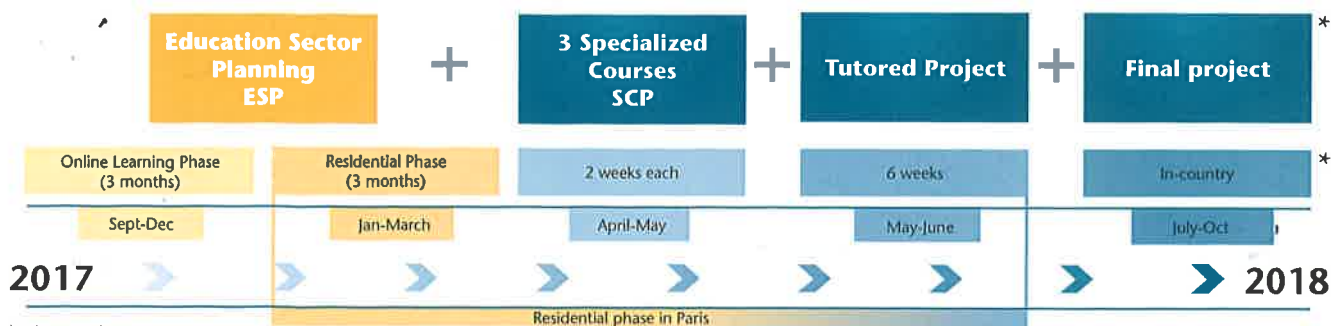 Education Sector
Planning
ESP
+
3 Specialized
Courses
SCP
+
Tutored Project
+
Final project
*
Online Learning Phase
(3 months)
Residential Phase
(3 months)
2 weeks each
6 weeks
In-country
*
Sept-Dec
Jan-March
April-May
May-June
July-Oct
2017
2018
Residential phase in Paris